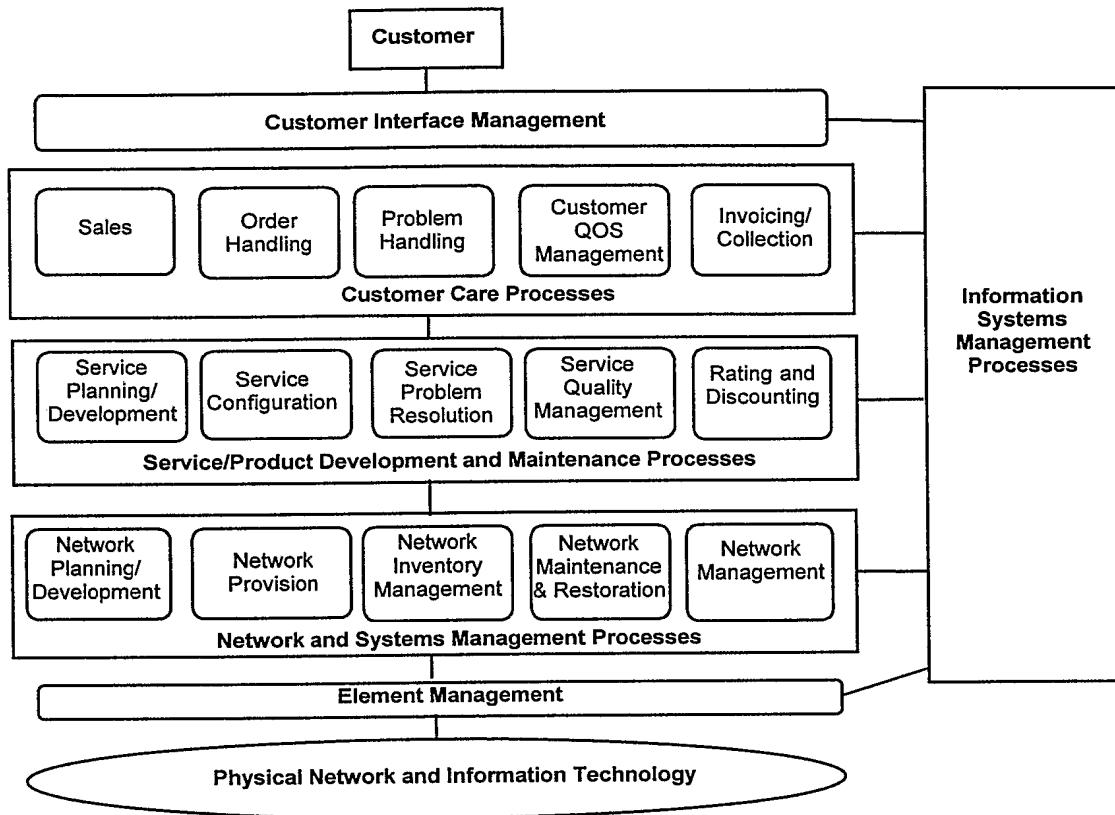 Customer
Customer Interface Management
Sales
Order
Handling
Problem
Handling
Customer
QOS
Management
Invoicing/
Collection
Customer Care Processes
Information
Systems
Management
Processes
Service
Planning/
Development
Service
Configuration
Service
Problem
Resolution
Service
Quality
Management
Rating and
Discounting
Service/Product Development and Maintenance Processes
Network
Planning/
Development
Network
Provision
Network
Inventory
Management
Network
Maintenance
& Restoration
Network
Management
Network and Systems Management Processes
Element Management
Physical Network and Information Technology